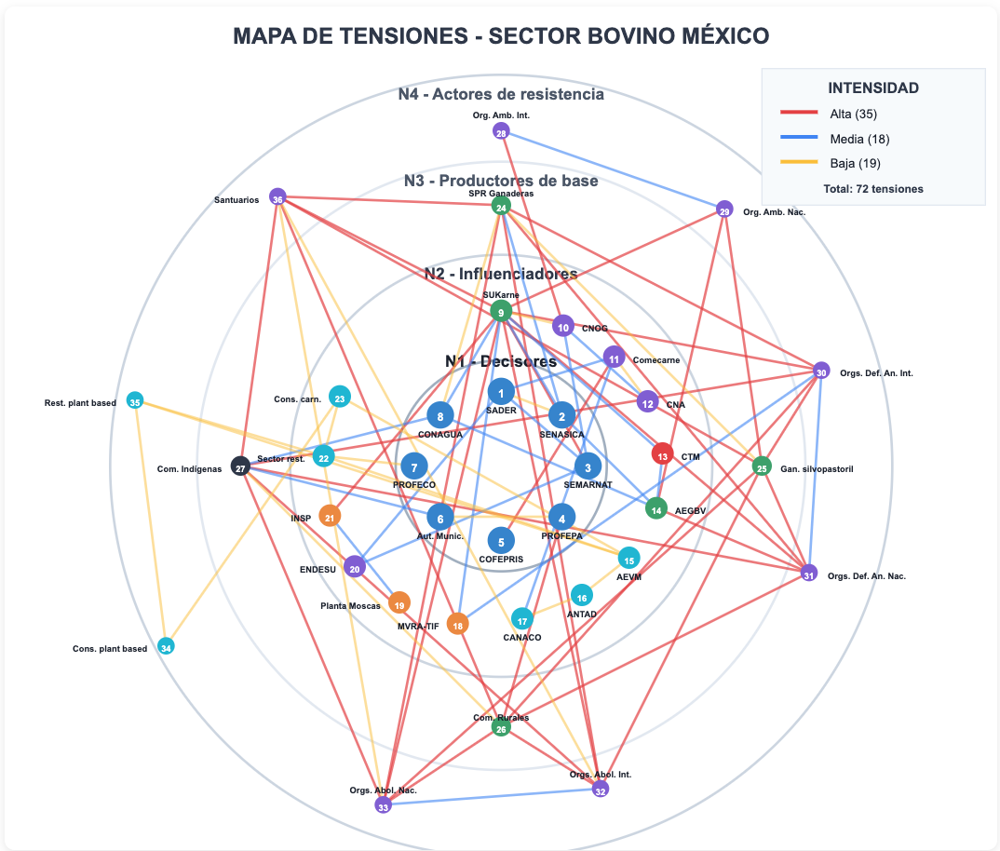 MAPA DE TENSIONES - SECTOR BOVINO MÉXICO
INTENSIDAD
Alta (35)
Media (18)
Baja (19)
Total: 72 tensiones
N4 - Actores de resistencia
Org. Amb. Int.
28
N3 - Productores de base
SPR Ganaderas
24
Santuarios
36
29
Org. Amb. Nac.
N2 - Influenciadores
SUKarne
9
10
CNOG
11
Comecarne
N1 - Decisores
30
Orgs. Def. An. Int.
1
SADER
Rest. plant based
35
Cons. carn.
23
12
CNA
8
CONAGUA
2
SENASICA
Com. Indígenas
27
Sector rest.
22
7
PROFECO
3
SEMARNAT
13
CTM
25
Gan. silvopastoril
INSP
21
6
Aut. Munic.
4
PROFEPA
14
AEGBV
5
COFEPRIS
ENDESU
20
15
AEVM
31
Orgs. Def. An. Nac.
Planta Moscas
19
16
ANTAD
MVRA-TIF
18
17
CANACO
Cons. plant based
34
Com. Rurales
26
Orgs. Abol. Int.
32
Orgs. Abol. Nac.
33